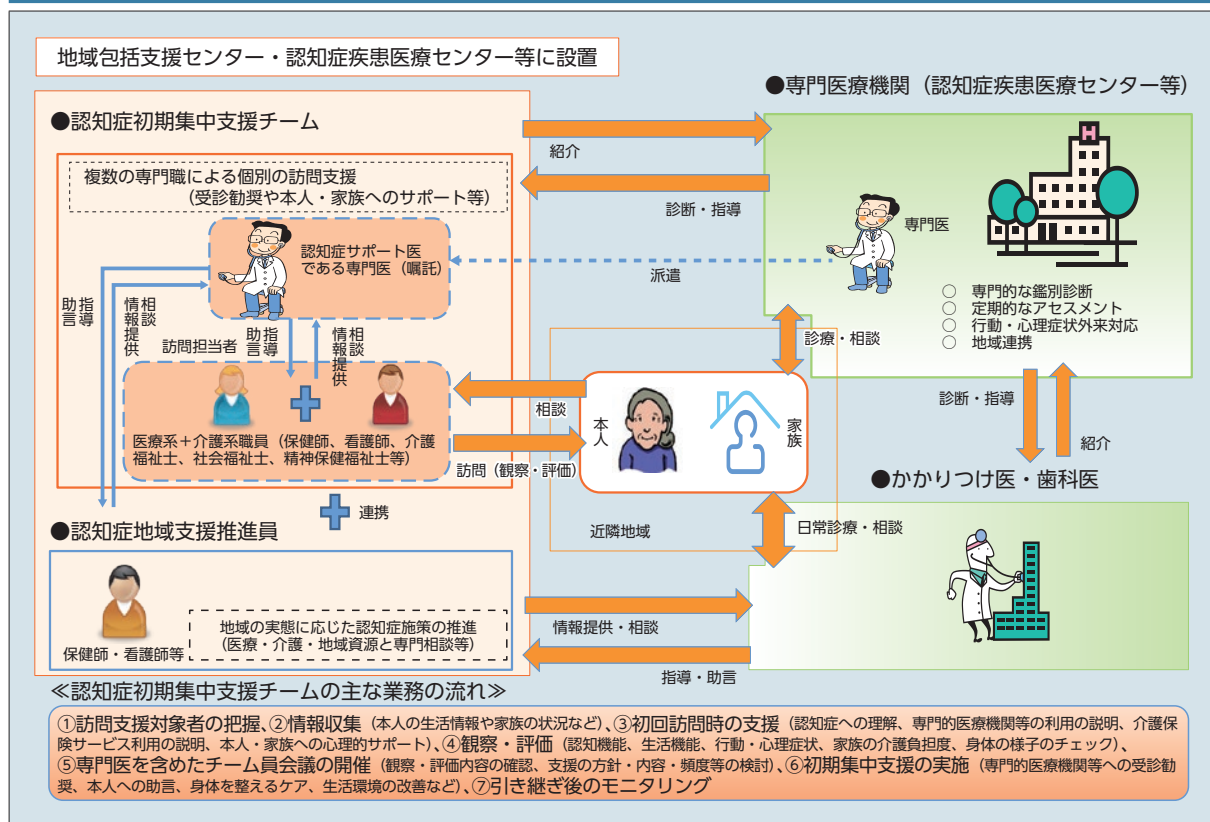 地域包括支援センター・認知症疾患医療センター等に設置
●専門医療機関（認知症疾患医療センター等）
●認知症初期集中支援チーム
紹介
複数の専門職による個別の訪問支援
（受診勧奨や本人・家族へのサポート等）
診断・指導
専門医
認知症サポート医
である専門医（嘱託）
派遣
○　専門的な鑑別診断
○　定期的なアセスメント
○　行動・心理症状外来対応
○　地域連携
指導
助言
相談
情報提供
指導
助言
相談
情報提供
訪問担当者
診療・相談
診断・指導
紹介
相談
本人
家族
医療系＋介護系職員（保健師、看護師、介護
福祉士、社会福祉士、精神保健福祉士等）
訪問（観察・評価）
●かかりつけ医・歯科医
連携
近隣地域
日常診療・相談
●認知症地域支援推進員
地域の実態に応じた認知症施策の推進
（医療・介護・地域資源と専門相談等）
保健師・看護師等
情報提供・相談
指導・助言
≪認知症初期集中支援チームの主な業務の流れ≫
①訪問支援対象者の把握、②情報収集（本人の生活情報や家族の状況など）、③初回訪問時の支援（認知症への理解、専門的医療機関等の利用の説明、介護保
険サービス利用の説明、本人・家族への心理的サポート）、④観察・評価（認知機能、生活機能、行動・心理症状、家族の介護負担度、身体の様子のチェック）、
⑤専門医を含めたチーム員会議の開催（観察・評価内容の確認、支援の方針・内容・頻度等の検討）、⑥初期集中支援の実施（専門的医療機関等への受診勧
奨、本人への助言、身体を整えるケア、生活環境の改善など）、⑦引き継ぎ後のモニタリング
H